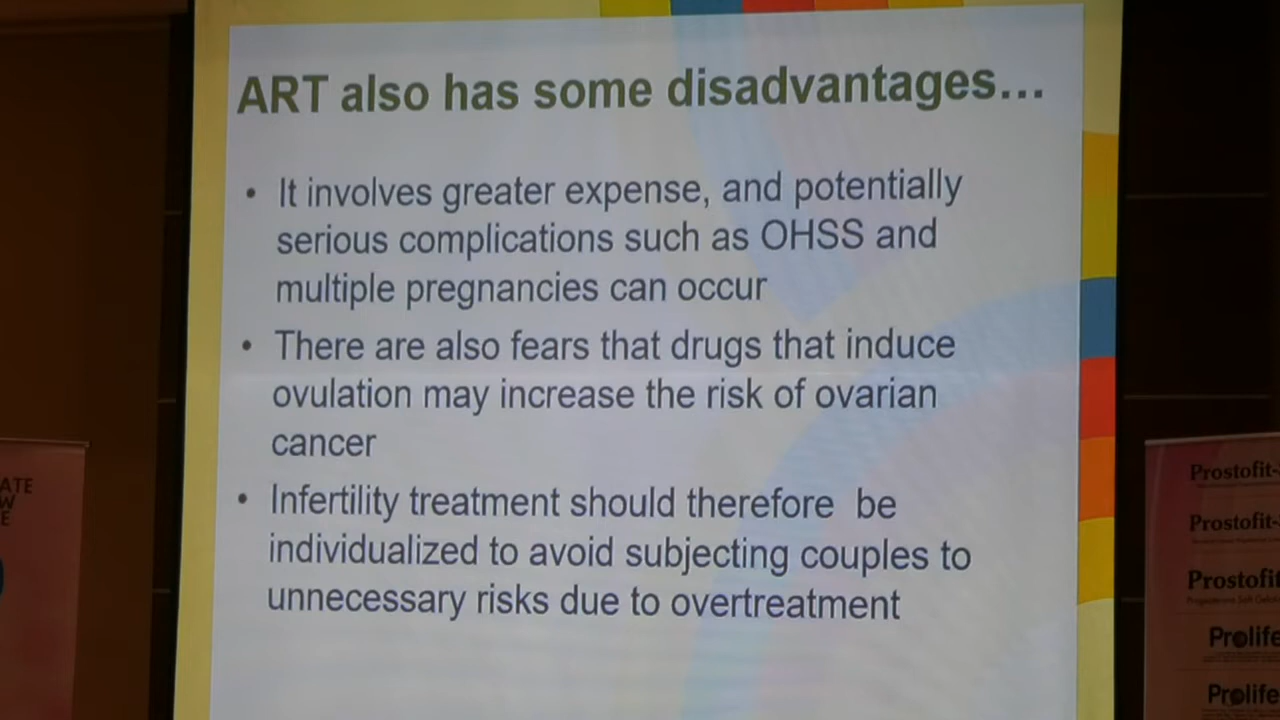 ART also has some disadvantages...
• It involves greater expense, and potentially
serious complications such as OHSS and
multiple pregnancies can occur
• There are also fears that drugs that induce
ovulation may increase the risk of ovarian
cancer
• Infertility treatment should therefore be
individualized to avoid subjecting couples to
unnecessary risks due to overtreatment
ATE
W
E
Prostofit-
Prostofit-
Prostofit
Prolife
Prolife